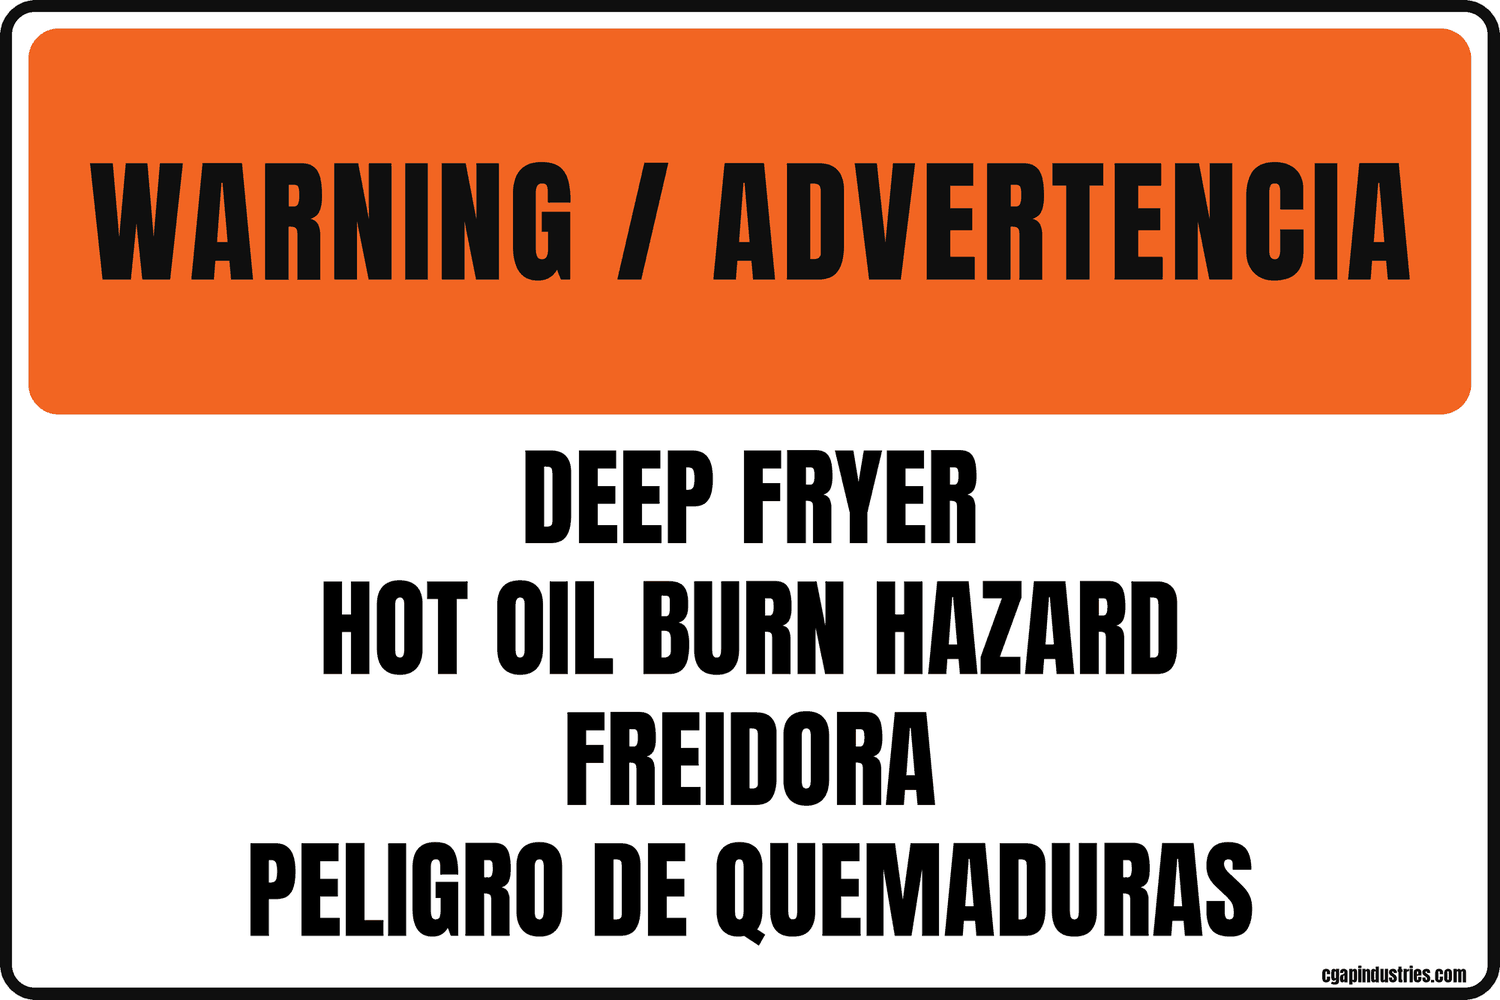 WARNING / ADVERTENCIA
DEEP FRYER
HOT OIL BURN HAZARD
FREIDORA
PELIGRO DE QUEMADURAS
cgapindustries.com